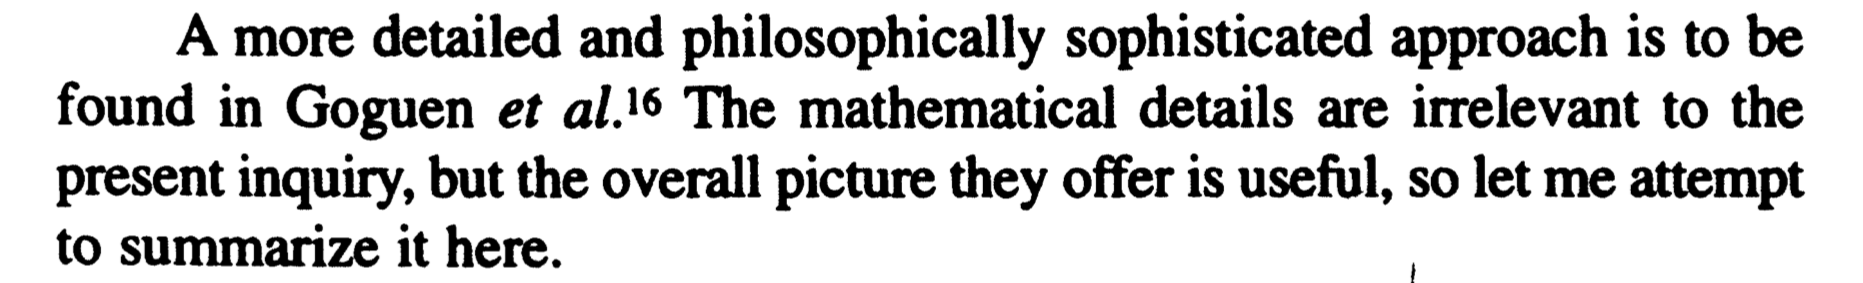 A more detailed and philosophically sophisticated approach is to be
found in Goguen et al.16 The mathematical details are irrelevant to the
present inquiry, but the overall picture they offer is useful, so let me attempt
to summarize it here.